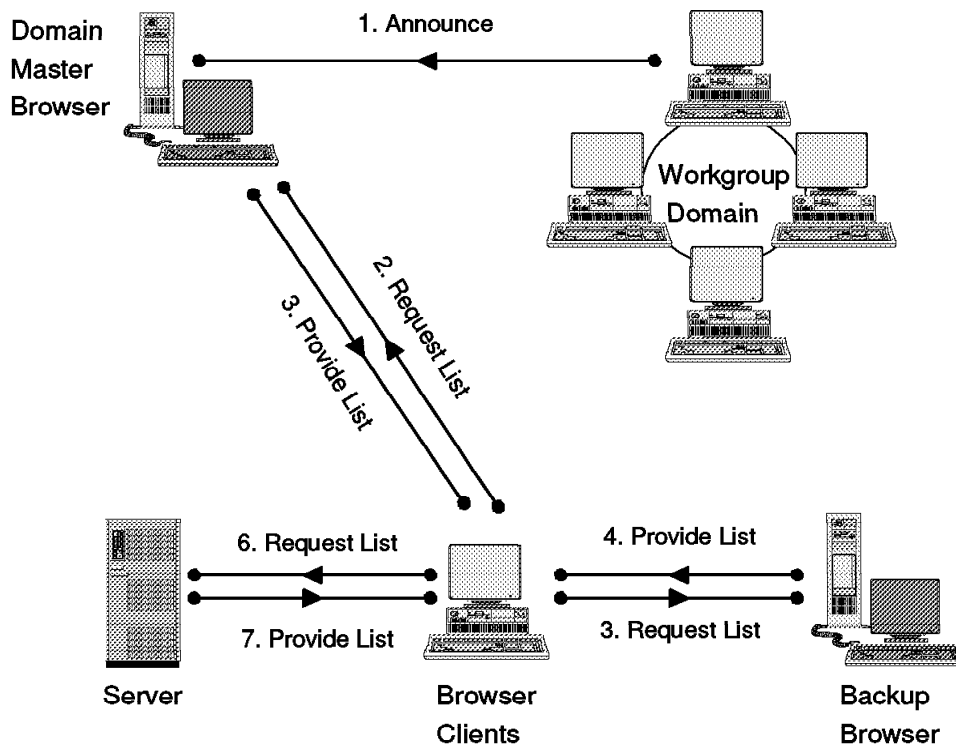 Domain
Master
Browser
1. Announce
Workgroup
Domain
2. Request List
3. Provide List
6. Request List
7. Provide List
4. Provide List
3. Request List
Server
Browser
Clients
Backup
Browser